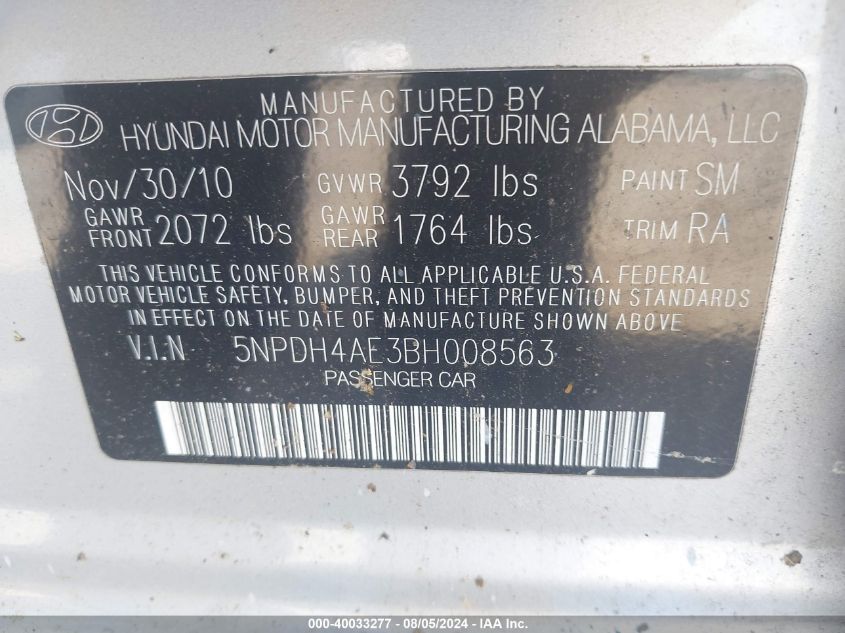 MANUFACTURED BY
HYUNDAI MOTOR MANUFACTURING ALABAMA, LLC
Nov/30/10 GVWR 3792 lbs PAINT SM
GAWR FRONT 2072 lbs GAWR REAR 1764 lbs TRIM RA
THIS VEHICLE CONFORMS TO ALL APPLICABLE U.S.A. FEDERAL
MOTOR VEHICLE SAFETY, BUMPER, AND THEFT PREVENTION STANDARDS
IN EFFECT ON THE DATE OF MANUFACTURE SHOWN ABOVE.
V.I.N 5NPDH4AE3BH008563
PASSENGER CAR
000-40033277 - 08/05/2024 - IAA Inc.